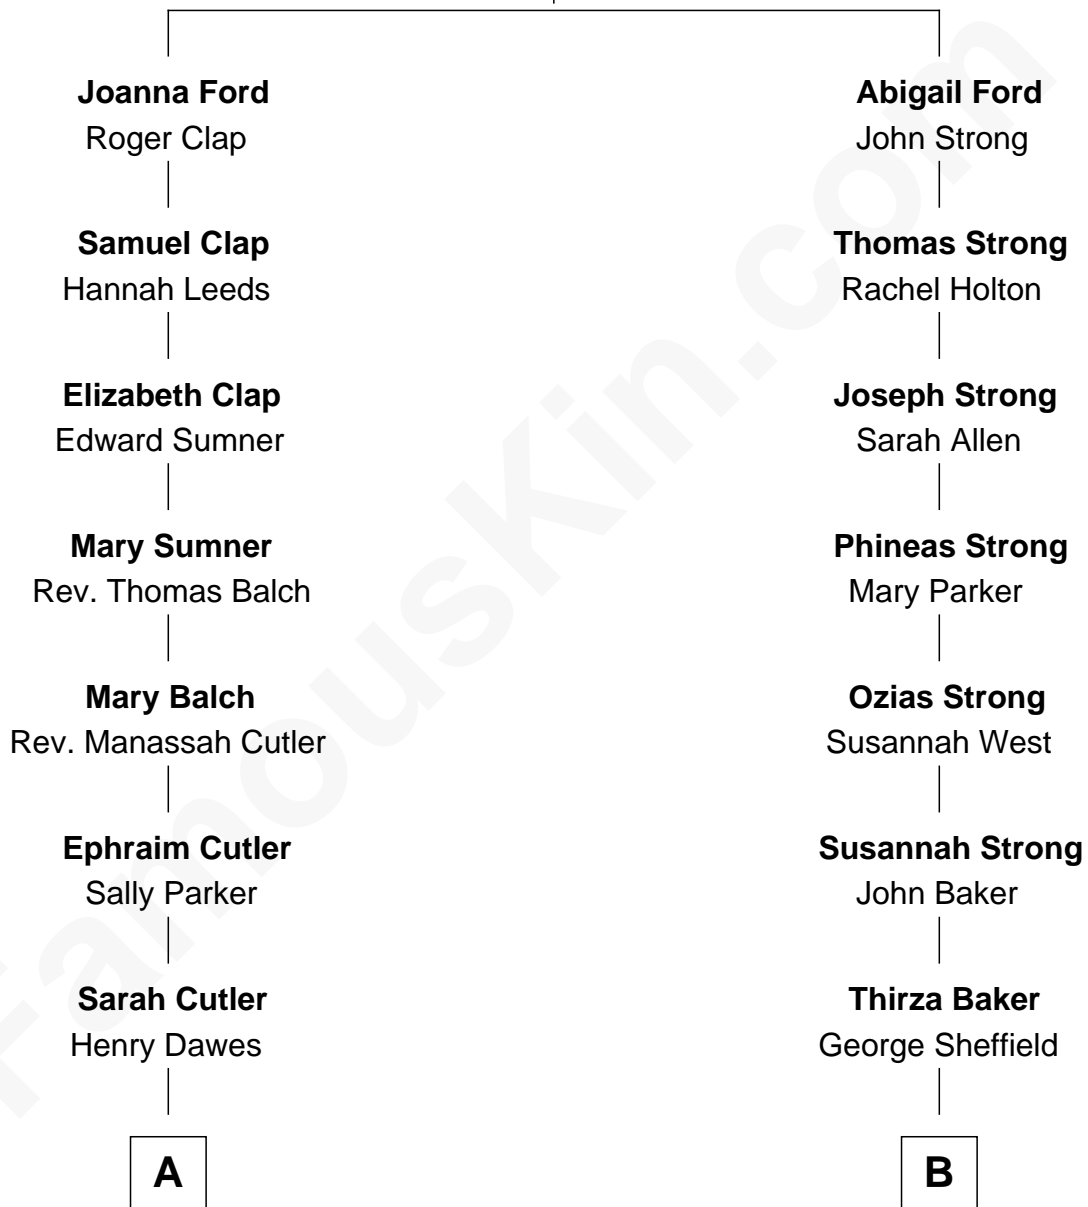 Joanna Ford
Roger Clap
Samuel Clap
Hannah Leeds
Elizabeth Clap
Edward Sumner
Mary Sumner
Rev. Thomas Balch
Mary Balch
Rev. Manassah Cutler
Ephraim Cutler
Sally Parker
Sarah Cutler
Henry Dawes
A
Abigail Ford
John Strong
Thomas Strong
Rachel Holton
Joseph Strong
Sarah Allen
Phineas Strong
Mary Parker
Ozias Strong
Susannah West
Susannah Strong
John Baker
Thirza Baker
George Sheffield
B
FamousKin.com